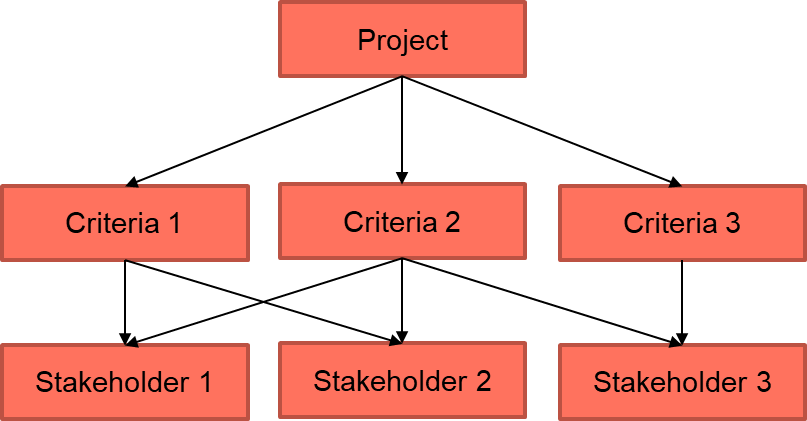 Project
Criteria 1
Criteria 2
Criteria 3
Stakeholder 1
Stakeholder 2
Stakeholder 3